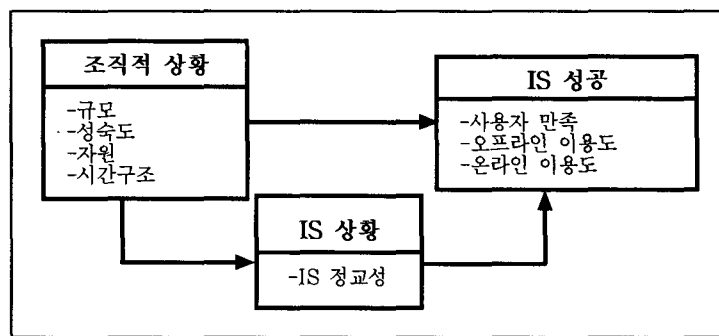 조직적 상황
-규모
-성숙도
-자원
-시간구조
IS 성공
-사용자 만족
-오프라인 이용도
-온라인 이용도
IS 상황
-IS 정교성